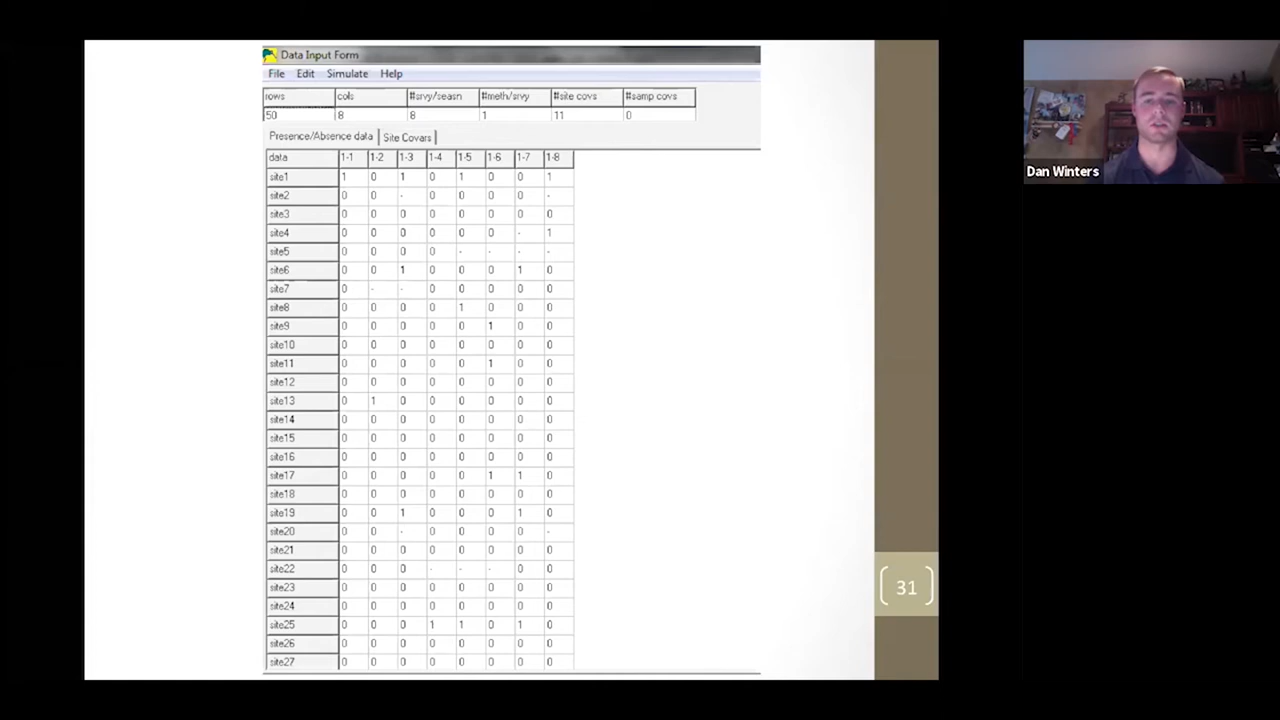 Data Input Form
File Edit Simulate Help
rows cols #srvy/seasn #meth/srvy #site covs #samp covs
50 8 8 1 11 0
Presence/Absence data Site Covars
data 1-1 1-2 1-3 1-4 1-5 1-6 1-7 1-8
site1 1 0 1 0 1 0 0 1
site2 0 0 - 0 0 0 0 -
site3 0 0 0 0 0 0 0 0
site4 0 0 0 0 0 0 - 1
site5 0 0 0 0 - - - -
site6 0 0 1 0 0 0 1 0
site7 0 - - 0 0 0 0 0
site8 0 0 0 0 1 0 0 0
site9 0 0 0 0 0 1 0 0
site10 0 0 0 0 0 0 0 0
site11 0 0 0 0 0 1 0 0
site12 0 0 0 0 0 0 0 0
site13 0 1 0 0 0 0 0 0
site14 0 0 0 0 0 0 0 0
site15 0 0 0 0 0 0 0 0
site16 0 0 0 0 0 0 0 0
site17 0 0 0 0 0 1 1 0
site18 0 0 0 0 0 0 0 0
site19 0 0 1 0 0 0 1 0
site20 0 0 - 0 0 0 0 -
site21 0 0 0 0 0 0 0 0
site22 0 0 0 - - - 0 0
site23 0 0 0 0 0 0 0 0
site24 0 0 0 0 0 0 0 0
site25 0 0 0 1 1 0 1 0
site26 0 0 0 0 0 0 0 0
site27 0 0 0 0 0 0 0 0
31
Dan Winters